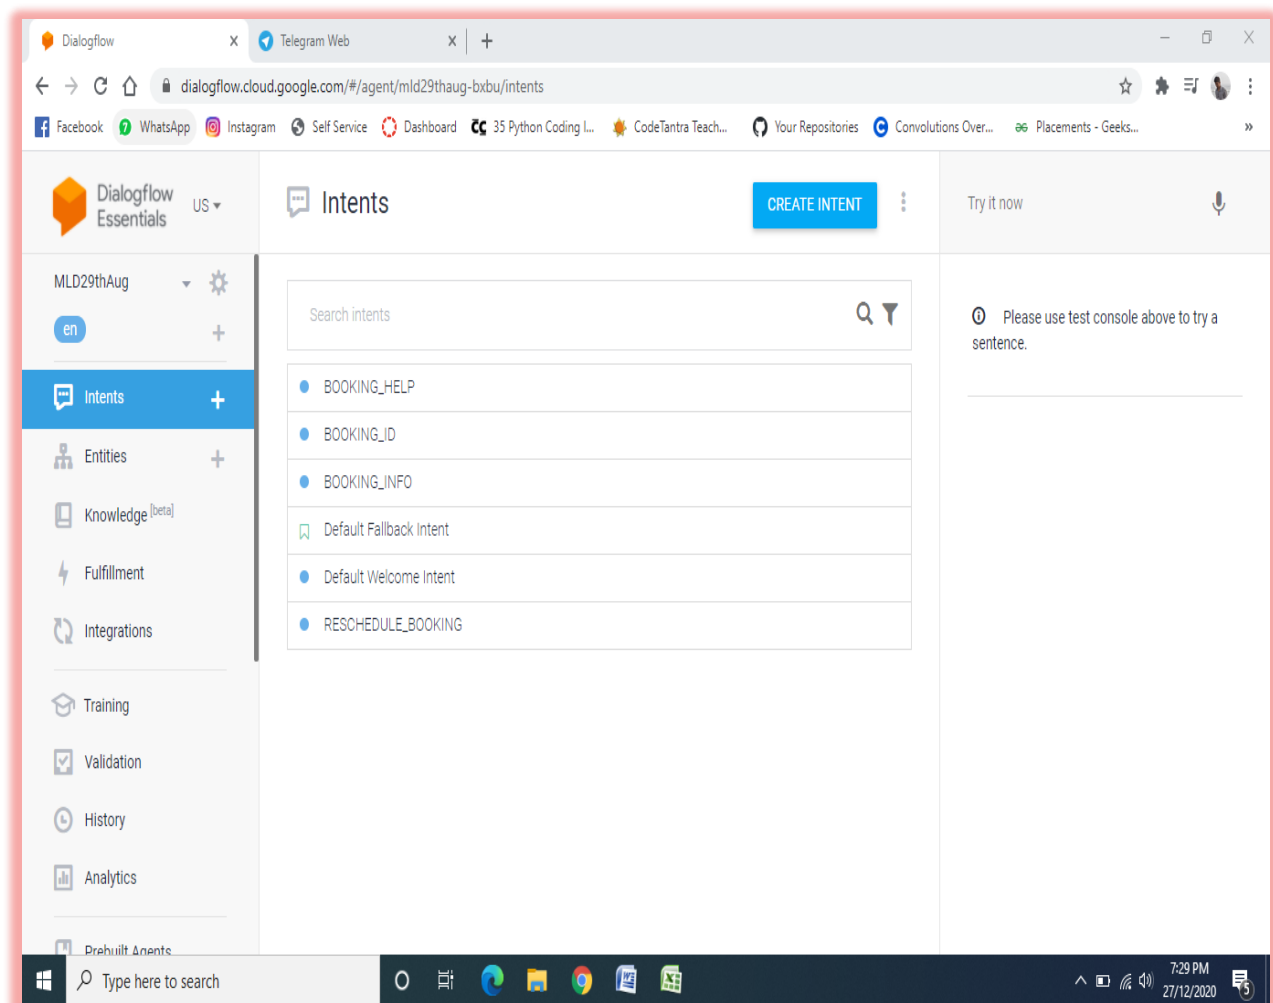 Dialogflow
Telegram Web
dialogflow.cloud.google.com/#/agent/mld29thaug-bxbu/intents
Facebook 7 WhatsApp Instagram Self Service Dashboard CC 35 Python Coding I... CodeTantra Teach... Your Repositories C Convolutions Over... Placements - Geeks... »
Dialogflow
Essentials
US
Intents
CREATE INTENT
Try it now
MLD29thAug
en
Intents
Entities
Knowledge [beta]
Fulfillment
Integrations
Training
Validation
History
Analytics
Prebuilt Agents
Search intents
BOOKING_HELP
BOOKING_ID
BOOKING_INFO
Default Fallback Intent
Default Welcome Intent
RESCHEDULE_BOOKING
Please use test console above to try a
sentence.
Type here to search
7:29 PM
27/12/2020
5